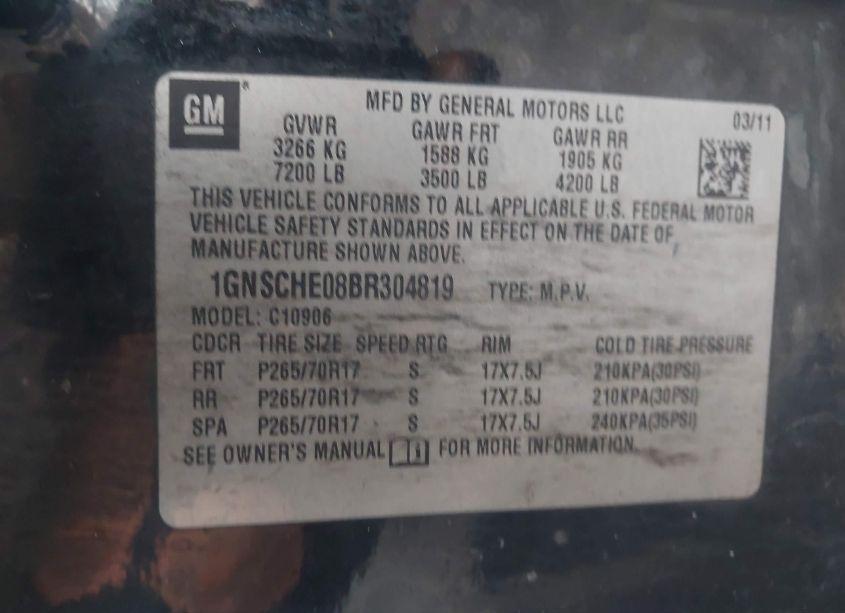 GM
MFD BY GENERAL MOTORS LLC
03/11
GVWR GAWR FRT GAWR RR
3266 KG 1588 KG 1905 KG
7200 LB 3500 LB 4200 LB
THIS VEHICLE CONFORMS TO ALL APPLICABLE U.S. FEDERAL MOTOR
VEHICLE SAFETY STANDARDS IN EFFECT ON THE DATE OF
MANUFACTURE SHOWN ABOVE.
1GNSCHE08BR304819 TYPE: M.P.V.
MODEL: C10906
CDCR TIRE SIZE SPEED RTG RIM COLD TIRE PRESSURE
FRT P265/70R17 S 17X7.5J 210KPA(30PSI)
RR P265/70R17 S 17X7.5J 210KPA(30PSI)
SPA P265/70R17 S 17X7.5J 240KPA(35PSI)
SEE OWNER'S MANUAL i FOR MORE INFORMATION.